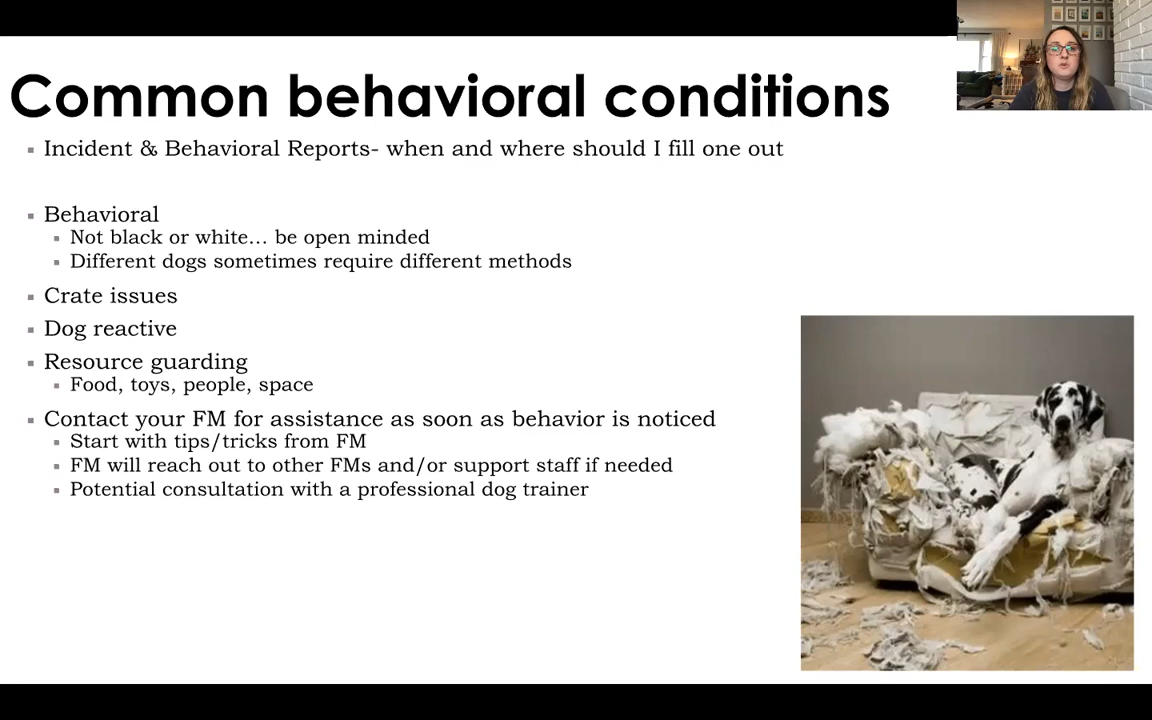 Common behavioral conditions
Incident & Behavioral Reports- when and where should I fill one out
Behavioral
Not black or white... be open minded
Different dogs sometimes require different methods
Crate issues
Dog reactive
Resource guarding
Food, toys, people, space
Contact your FM for assistance as soon as behavior is noticed
Start with tips/tricks from FM
FM will reach out to other FMs and/or support staff if needed
Potential consultation with a professional dog trainer